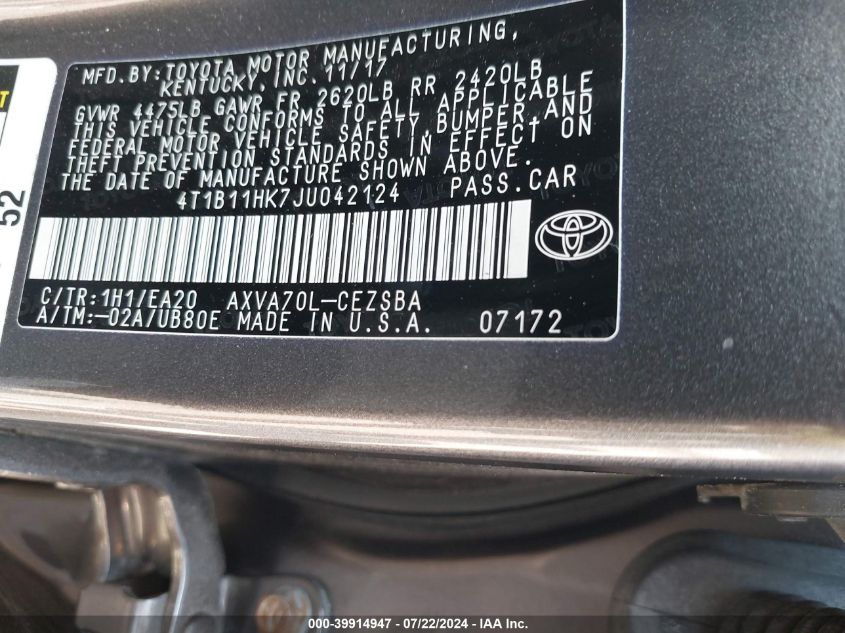 MFD.BY:TOYOTA MOTOR MANUFACTURING,
KENTUCKY, INC. 11/17
GVWR 4475LB GAWR FR 2620LB RR 2420LB
THIS VEHICLE CONFORMS TO ALL APPLICABLE
FEDERAL MOTOR VEHICLE SAFETY,BUMPER,AND
THEFT PREVENTION STANDARDS IN EFFECT ON
THE DATE OF MANUFACTURE SHOWN ABOVE.
4T1B11HK7JU042124 PASS.CAR
C/TR:1H1/EA20 AXVA70L-CEZSBA
A/TM:-02A/UB80E MADE IN U.S.A. 07172
52
000-39914947 | 07/22/2024 | IAA Inc.